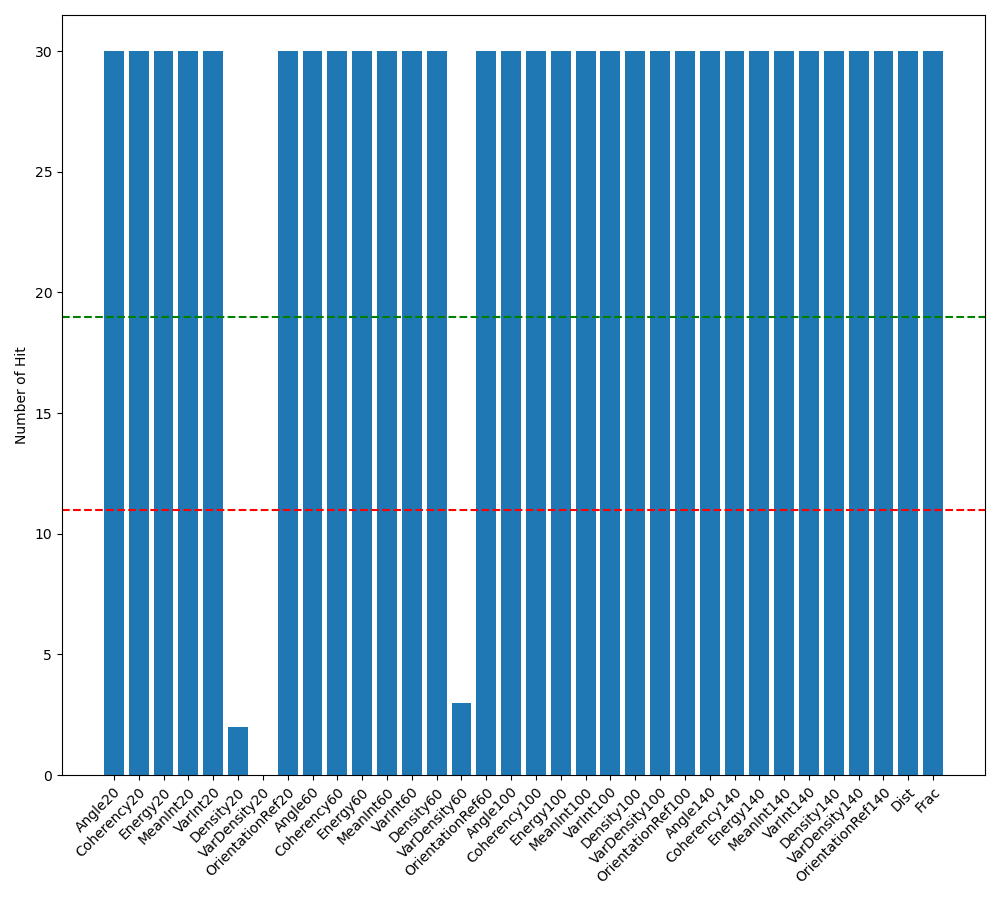 Number of Hit
30
25
20
15
10
5
0
Angle20
Coherency20
Energy20
MeanInt20
VarInt20
Density20
VarDensity20
OrientationRef20
Angle60
Coherency60
Energy60
MeanInt60
VarInt60
Density60
VarDensity60
OrientationRef60
Angle100
Coherency100
Energy100
MeanInt100
VarInt100
Density100
VarDensity100
OrientationRef100
Angle140
Coherency140
Energy140
MeanInt140
VarInt140
Density140
VarDensity140
OrientationRef140
Dist
Frac